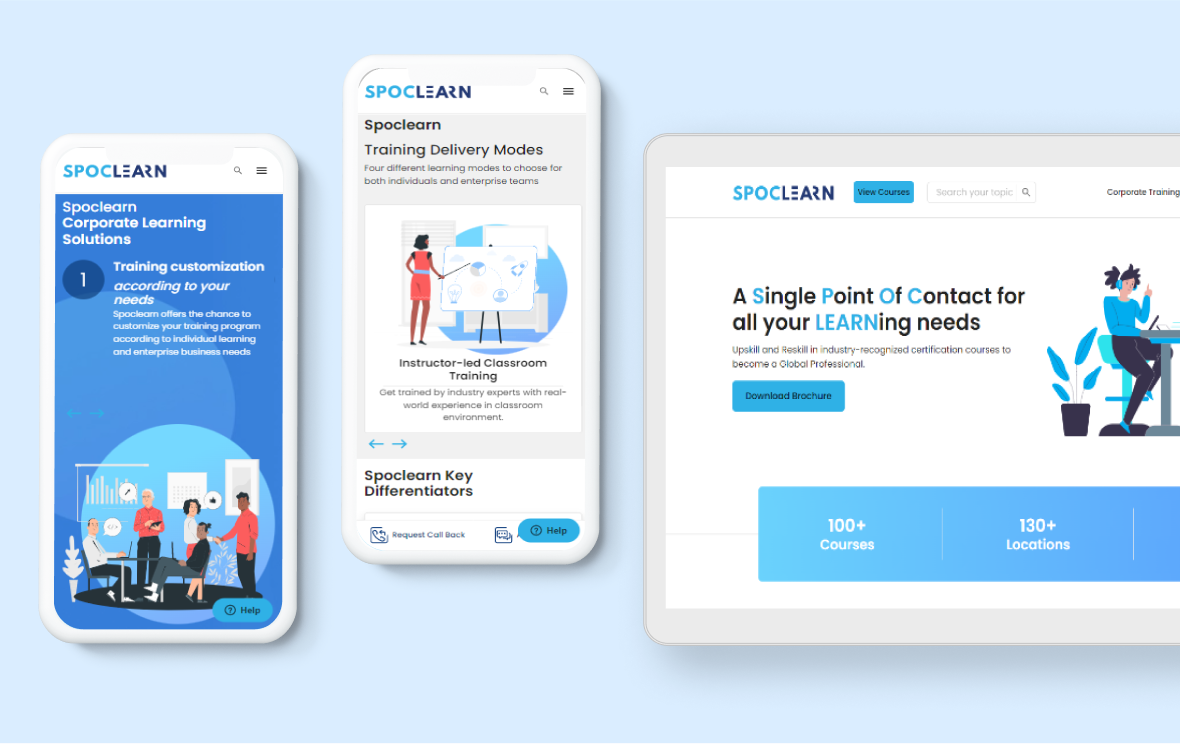 SPOCLEARN
Spoclearn
Corporate Learning
Solutions
1
Training customization
according to your
needs
Spoclearn offers the chance to
customize your training program
according to individual learning
and enterprise business needs
Help
SPOCLEARN
Spoclearn
Training Delivery Modes
Four different learning modes to choose for
both individuals and enterprise teams
Instructor-led Classroom
Training
Get trained by industry experts with real-
world experience in classroom
environment.
Spoclearn Key
Differentiators
Request Call Back
Help
SPOCLEARN
View Courses
Search your topic
Corporate Training
A Single Point Of Contact for
all your LEARNing needs
Upskill and Reskill in industry-recognized certification courses to
become a Global Professional.
Download Brochure
100+
Courses
130+
Locations